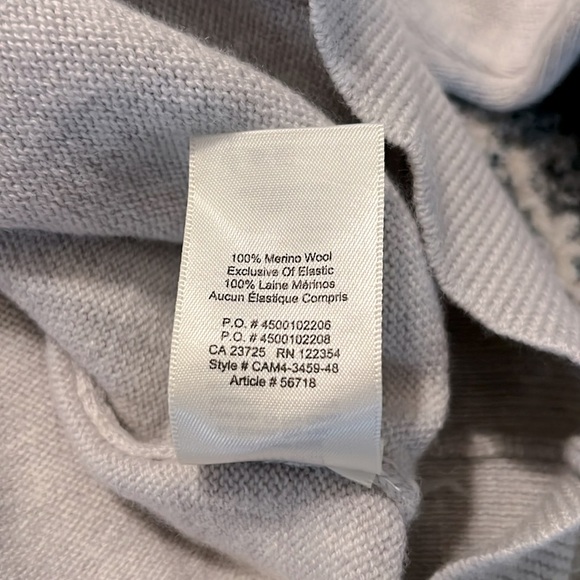 100% Merino Wool
Exclusive Of Elastic
100% Laine Mérinos
Aucun Élastique Compris
P.O. # 4500102206
P.O. # 4500102208
CA 23725 RN 122354
Style # CAM4-3459-48
Article # 56718